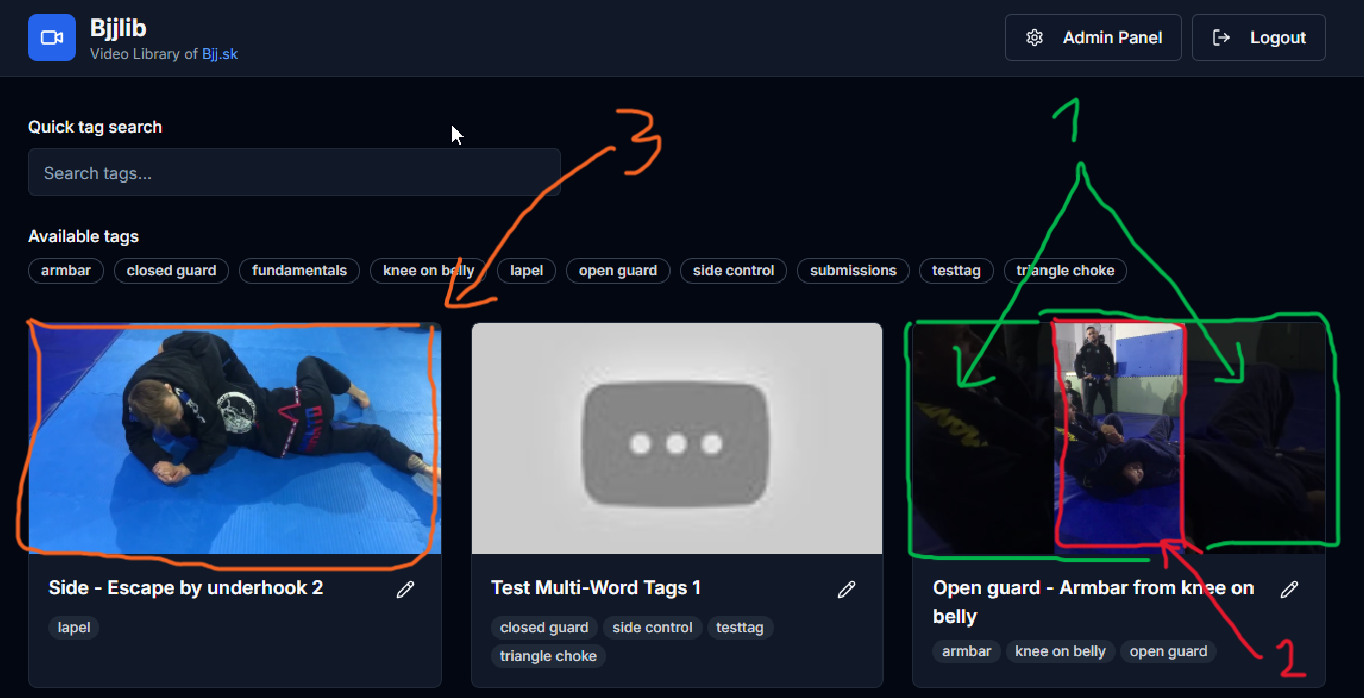 Bjjlib
Video Library of Bjj.sk
Admin Panel
Logout
1
3
Quick tag search
Search tags...
Available tags
armbar
closed guard
fundamentals
knee on belly
lapel
open guard
side control
submissions
testtag
triangle choke
Side - Escape by underhook 2
lapel
Test Multi-Word Tags 1
closed guard
side control
testtag
triangle choke
Open guard - Armbar from knee on
belly
armbar
knee on belly
open guard
2